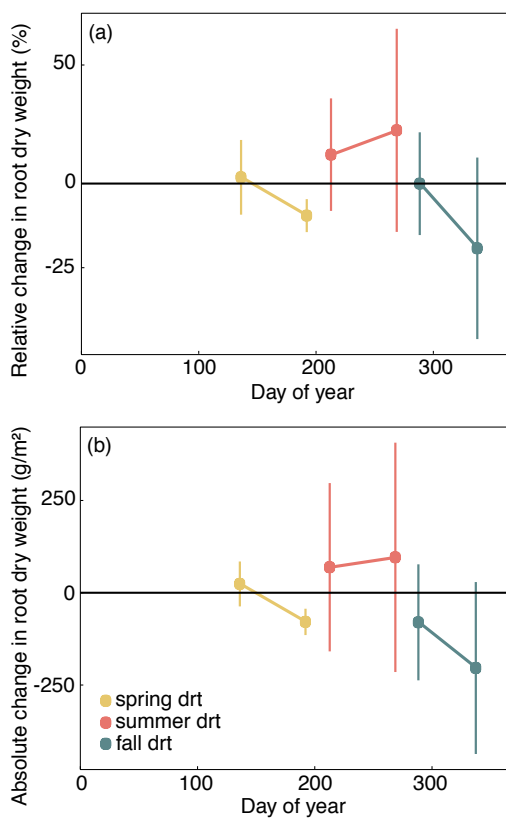 (a)
Relative change in root dry weight (%)
50
0
-25
0 100 200 300
Day of year
(b)
Absolute change in root dry weight (g/m²)
250
0
-250
spring drt
summer drt
fall drt
0 100 200 300
Day of year